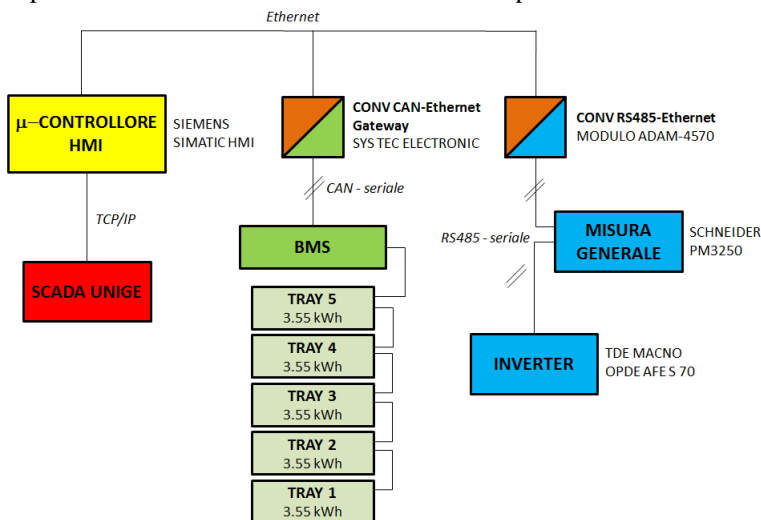 Ethernet
μ–CONTROLLORE
HMI
SIEMENS
SIMATIC HMI
CONV CAN-Ethernet
Gateway
SYS TEC ELECTRONIC
CONV RS485-Ethernet
MODULO ADAM-4570
TCP/IP
CAN - seriale
RS485 - seriale
SCADA UNIGE
BMS
MISURA
GENERALE
SCHNEIDER
PM3250
TRAY 5
3.55 kWh
TRAY 4
3.55 kWh
TRAY 3
3.55 kWh
TRAY 2
3.55 kWh
TRAY 1
3.55 kWh
INVERTER
TDE MACNO
OPDE AFE S 70